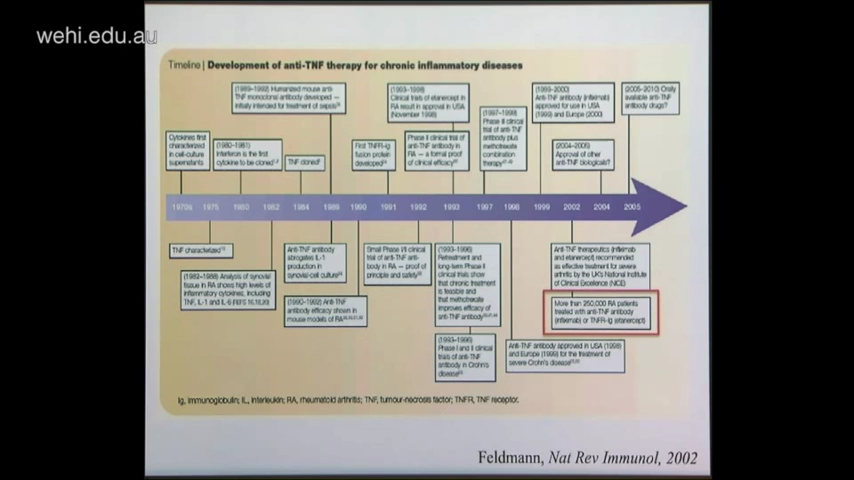 wehi.edu.au
Timeline | Development of anti-TNF therapy for chronic inflammatory diseases
(1989–1992) Humanized mouse anti-
TNF monoclonal antibody developed —
initially intended for treatment of sepsis
(1993–1998)
Clinical trials of etanercept in
RA result in approval in USA
(November 1998)
(1999–2000)
Anti-TNF antibody (infliximab)
approved for use in USA
(1999) and Europe (2000)
(2005–2010) Orally
available anti-TNF
antibody drugs?
Cytokines first
characterized
in cell-culture
supernatants
(1980–1981)
Interferon is the first
cytokine to be cloned
TNF cloned
First TNFR-Ig
fusion protein
developed
Phase II clinical trial of
anti-TNF antibody in
RA — a formal proof
of clinical efficacy
(1997–1999)
Phase III clinical
trial of anti-TNF
antibody plus
methotrexate
combination
therapy
(2004–2005)
Approval of other
anti-TNF biologicals?
1970s 1975 1980 1982 1984 1989 1990 1991 1992 1993 1997 1998 1999 2002 2004 2005
TNF characterized
(1982–1988) Analysis of synovial
tissue in RA shows high levels of
inflammatory cytokines, including
TNF, IL-1 and IL-6
Anti-TNF antibody
abrogates IL-1
production in
synovial-cell culture
(1990–1992) Anti-TNF
antibody efficacy shown in
mouse models of RA
Small Phase I/II clinical
trial of anti-TNF anti-
body in RA — proof of
principle and safety
(1993–1996)
Retreatment and
long-term Phase II
clinical trials show
that chronic treatment
is feasible and
that methotrexate
improves efficacy of
anti-TNF antibody
(1993–1996)
Phase I and II clinical
trials of anti-TNF
antibody in Crohn's
disease
Anti-TNF therapeutics (infliximab
and etanercept) recommended
as effective treatment for severe
arthritis by the UK's National Institute
of Clinical Excellence (NICE)
More than 250,000 RA patients
treated with anti-TNF antibody
(infliximab) or TNFR-Ig (etanercept)
Anti-TNF antibody approved in USA (1998)
and Europe (1999) for the treatment of
severe Crohn's disease
Ig, immunoglobulin; IL, interleukin; RA, rheumatoid arthritis; TNF, tumour-necrosis factor; TNFR, TNF receptor.
Feldmann, Nat Rev Immunol, 2002